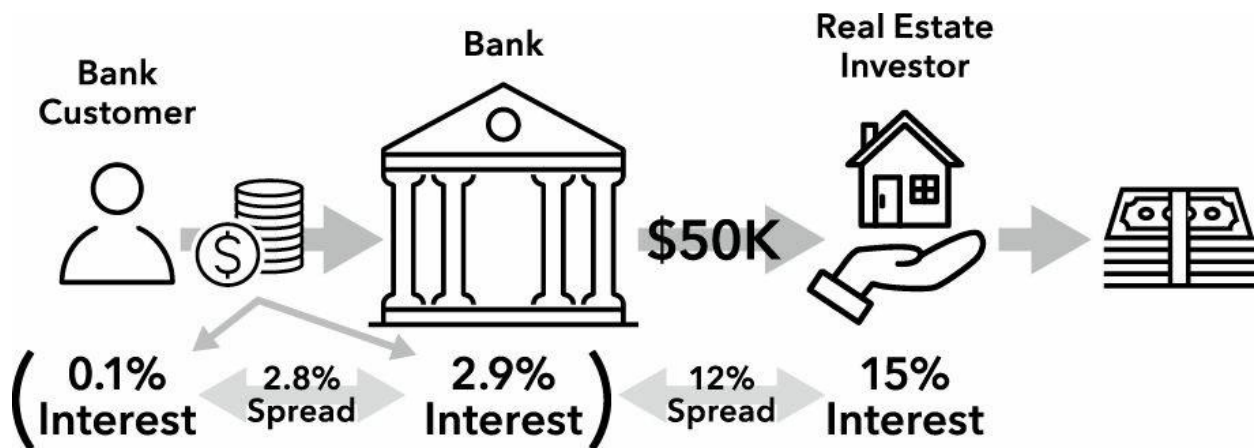 Bank
Customer
Bank
Real Estate
Investor
$
$50K
(
0.1%
Interest
2.8%
Spread
2.9%
Interest
)
12%
Spread
15%
Interest